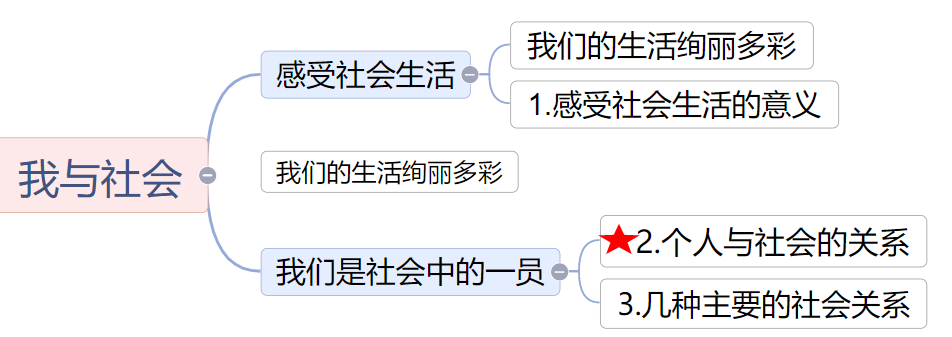 我与社会
感受社会生活
我们的生活绚丽多彩
1.感受社会生活的意义
我们的生活绚丽多彩
我们是社会中的一员
2.个人与社会的关系
3.几种主要的社会关系